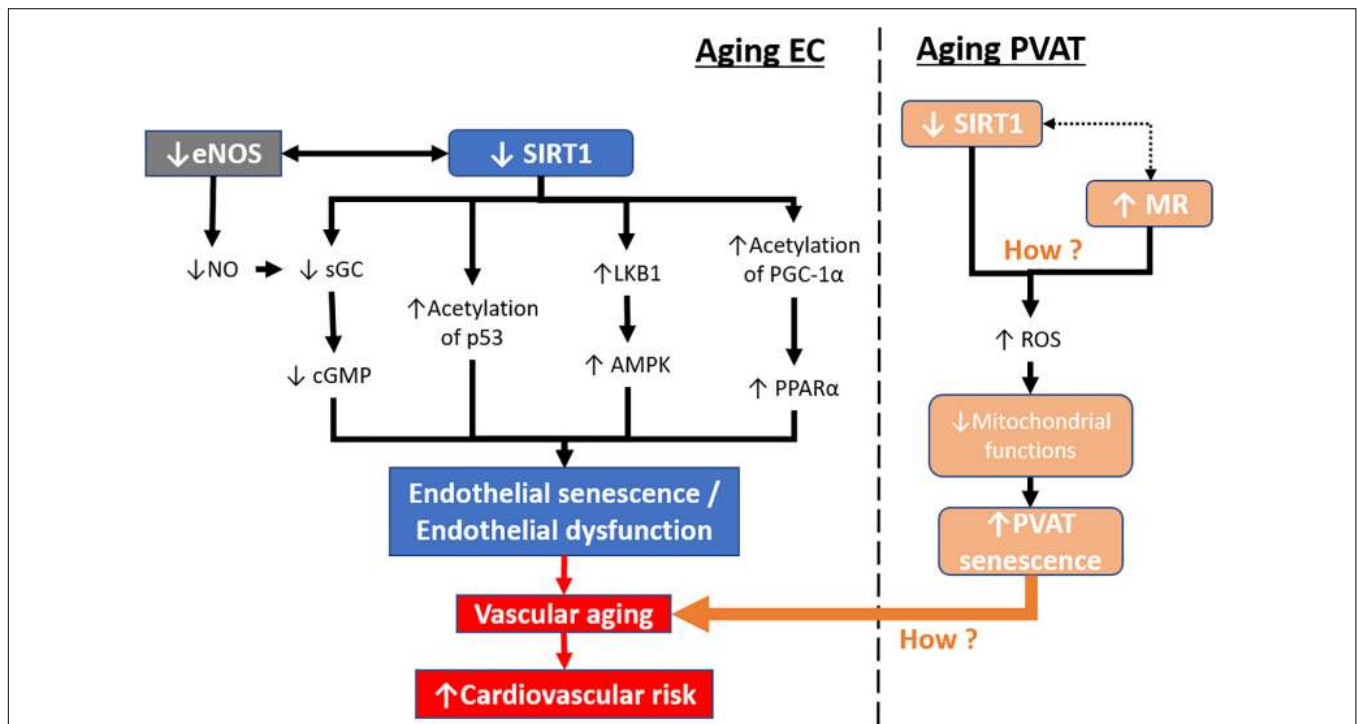 Aging EC
Aging PVAT
↓eNOS
↓ SIRT1
↓NO
↓ sGC
↓ cGMP
↑Acetylation
of p53
↑LKB1
↑ AMPK
↑Acetylation
of PGC-1α
↑ PPARα
Endothelial senescence /
Endothelial dysfunction
Vascular aging
↑Cardiovascular risk
↓ SIRT1
↑ MR
How ?
↑ ROS
↓Mitochondrial
functions
↑PVAT
senescence
How ?